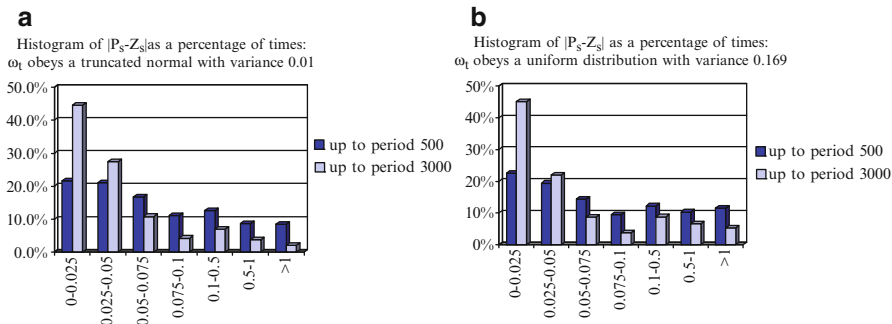 a
Histogram of |Pₛ-Zₛ|as a percentage of times:
ωₜ obeys a truncated normal with variance 0.01
50.0%
40.0%
30.0%
20.0%
10.0%
0.0%
0-0.025
0.025-0.05
0.05-0.075
0.075-0.1
0.1-0.5
0.5-1
>1
up to period 500
up to period 3000
b
Histogram of |Pₛ-Zₛ| as a percentage of times:
ωₜ obeys a uniform distribution with variance 0.169
50%
40%
30%
20%
10%
0%
0-0.025
0.025-0.05
0.05-0.075
0.075-0.1
0.1-0.5
0.5-1
>1
up to period 500
up to period 3000